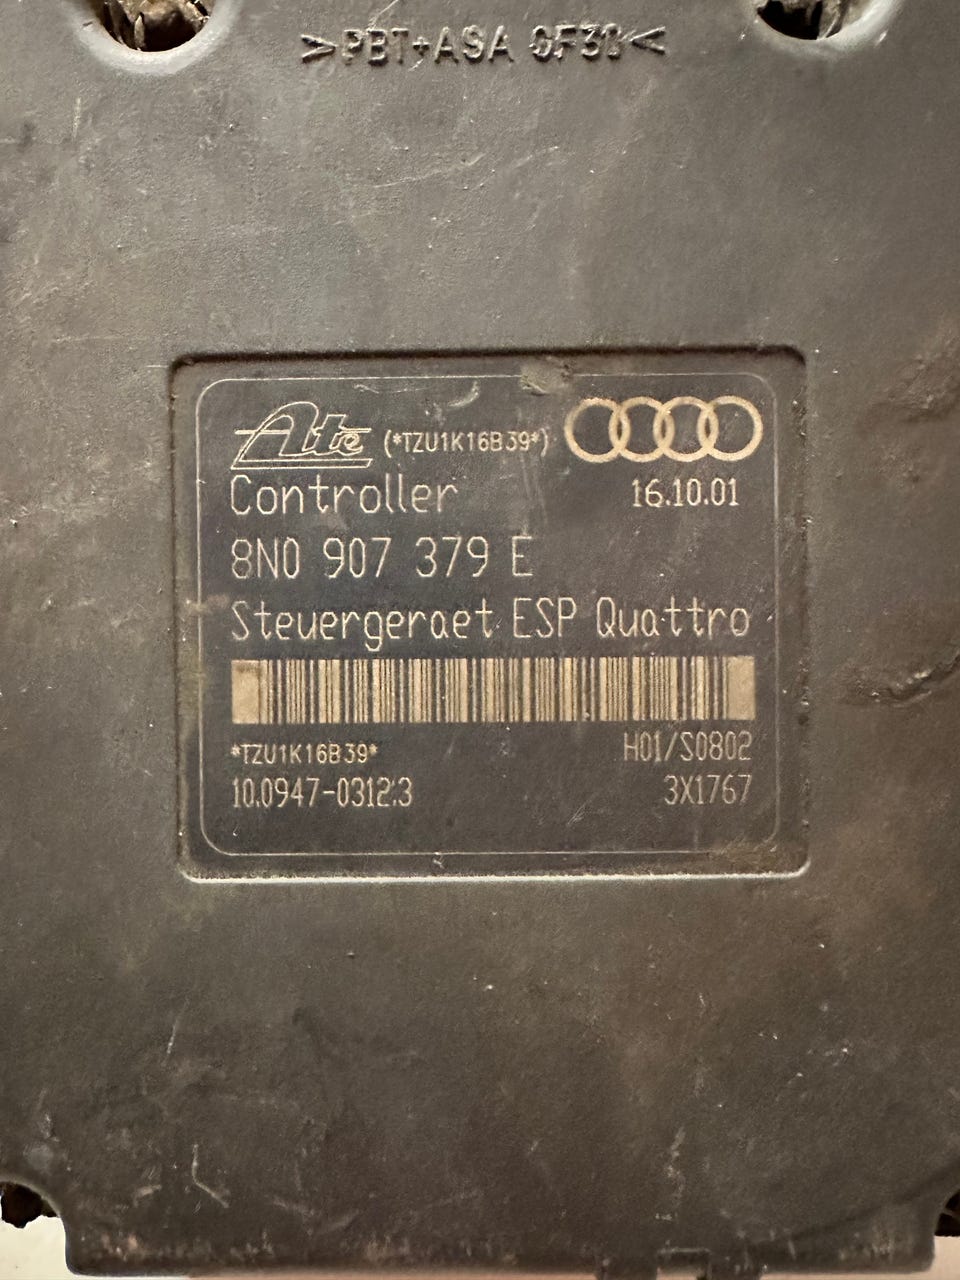 >PBT+ASA GF30<
Ate (*TZU1K16B39*)
Controller 16.10.01
8N0 907 379 E
Steuergeraet ESP Quattro
*TZU1K16B39* H01/S0802
10.0947-0312.3 3X1767